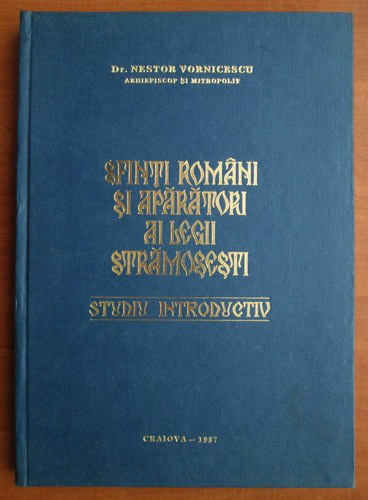 Dr. NESTOR VORNICESCU
ARHIEPISCOP ȘI MITROPOLIT
SFINȚI ROMÂNI
ȘI APĂRĂTORI
AI LEGII
STRĂMOȘEȘTI
STUDIU INTRODUCTIV
CRAIOVA — 1987